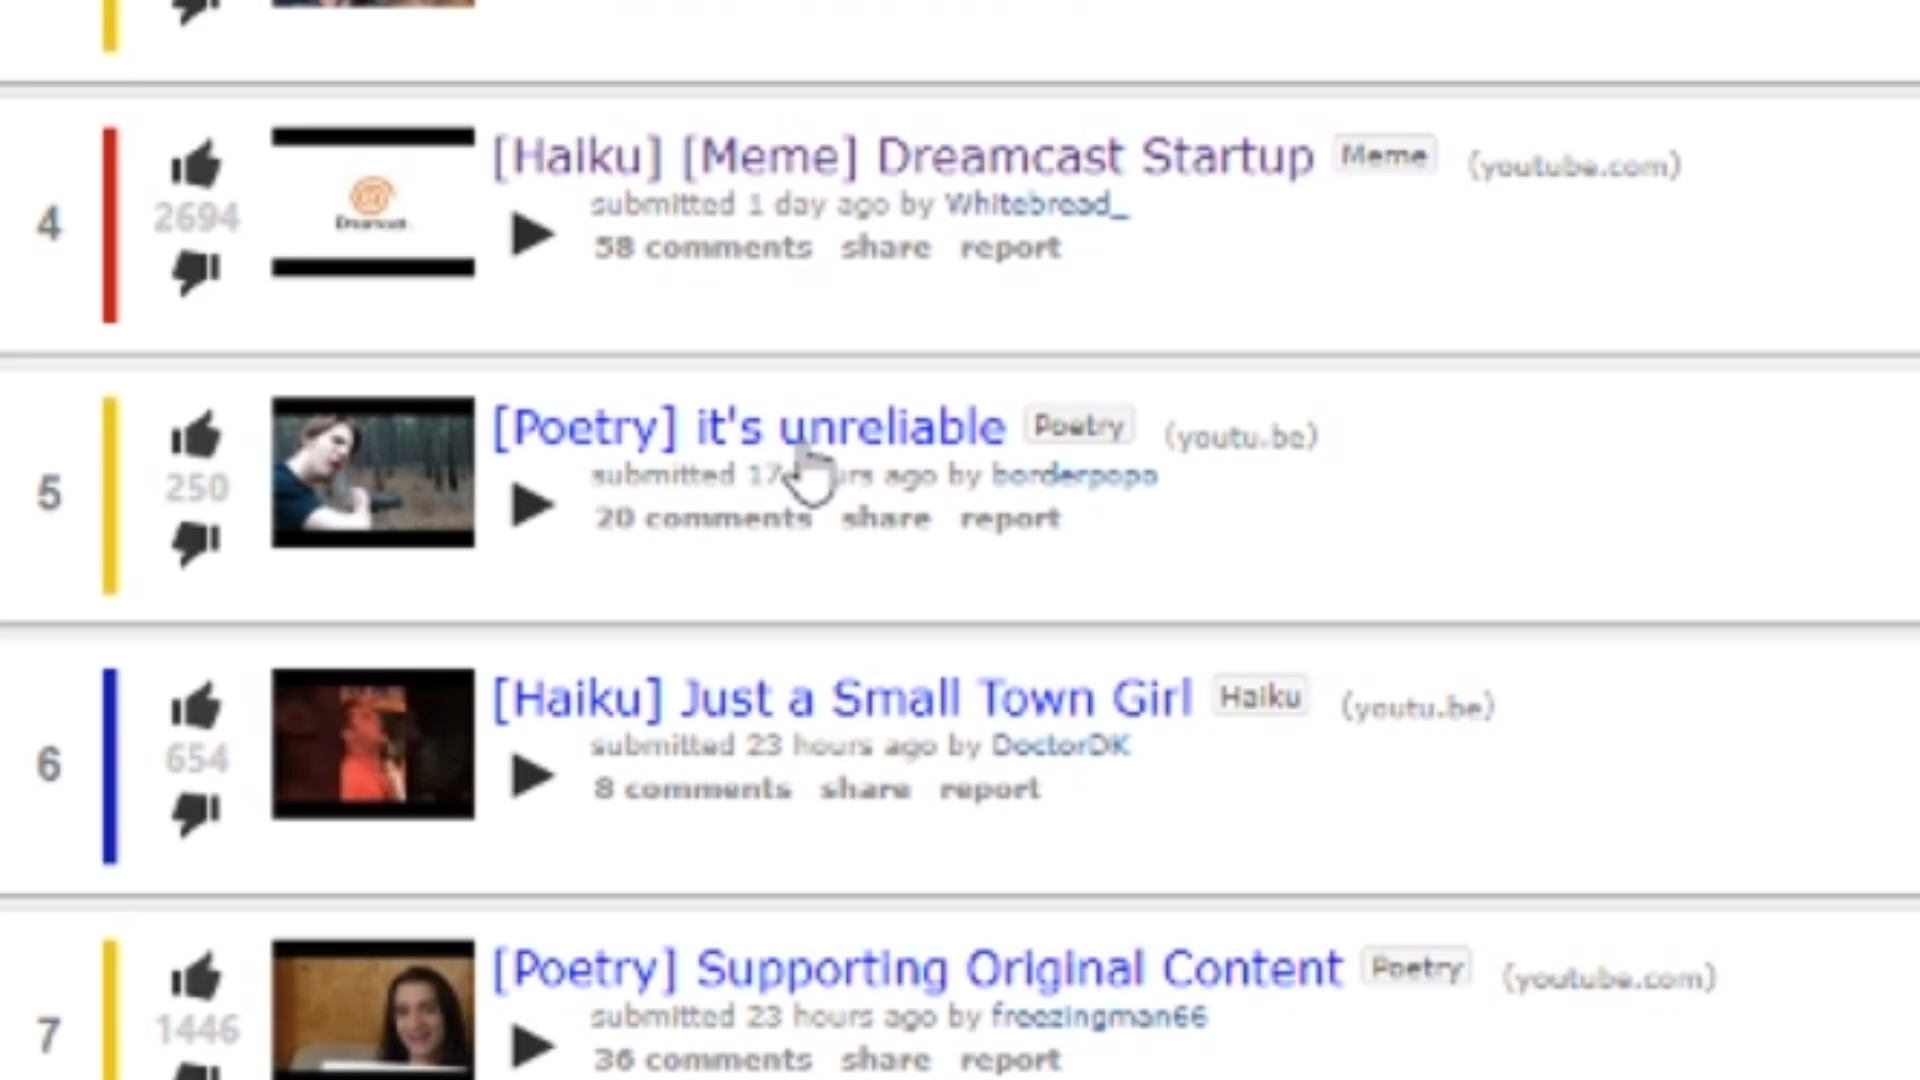 4
2694
[Haiku] [Meme] Dreamcast Startup Meme (youtube.com)
submitted 1 day ago by Whitebread_
58 comments share report
5
250
[Poetry] it's unreliable Poetry (youtu.be)
submitted 17 ago by borderpopo
20 comments share report
6
654
[Haiku] Just a Small Town Girl Haiku (youtu.be)
submitted 23 hours ago by DoctorDK
8 comments share report
7
1446
[Poetry] Supporting Original Content Poetry (youtube.com)
submitted 23 hours ago by freezingman66
36 comments share report